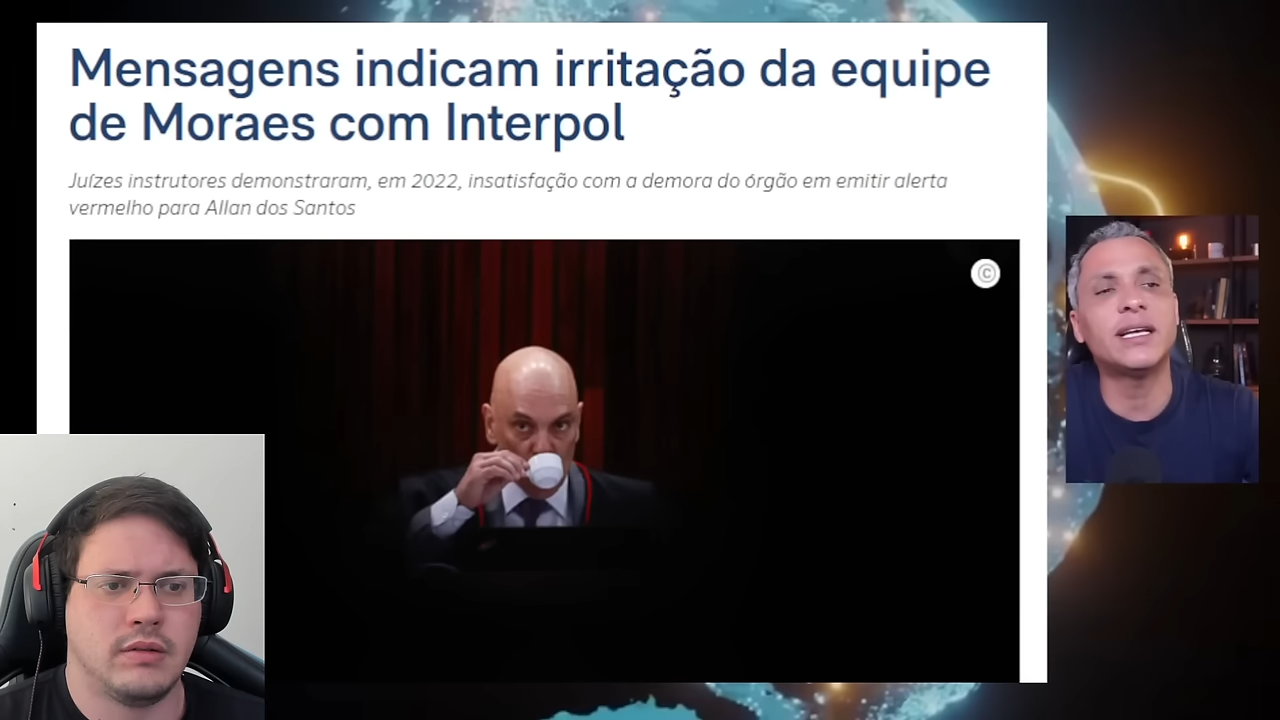 Mensagens indicam irritação da equipe
de Moraes com Interpol
Juízes instrutores demonstraram, em 2022, insatisfação com a demora do órgão em emitir alerta
vermelho para Allan dos Santos
©